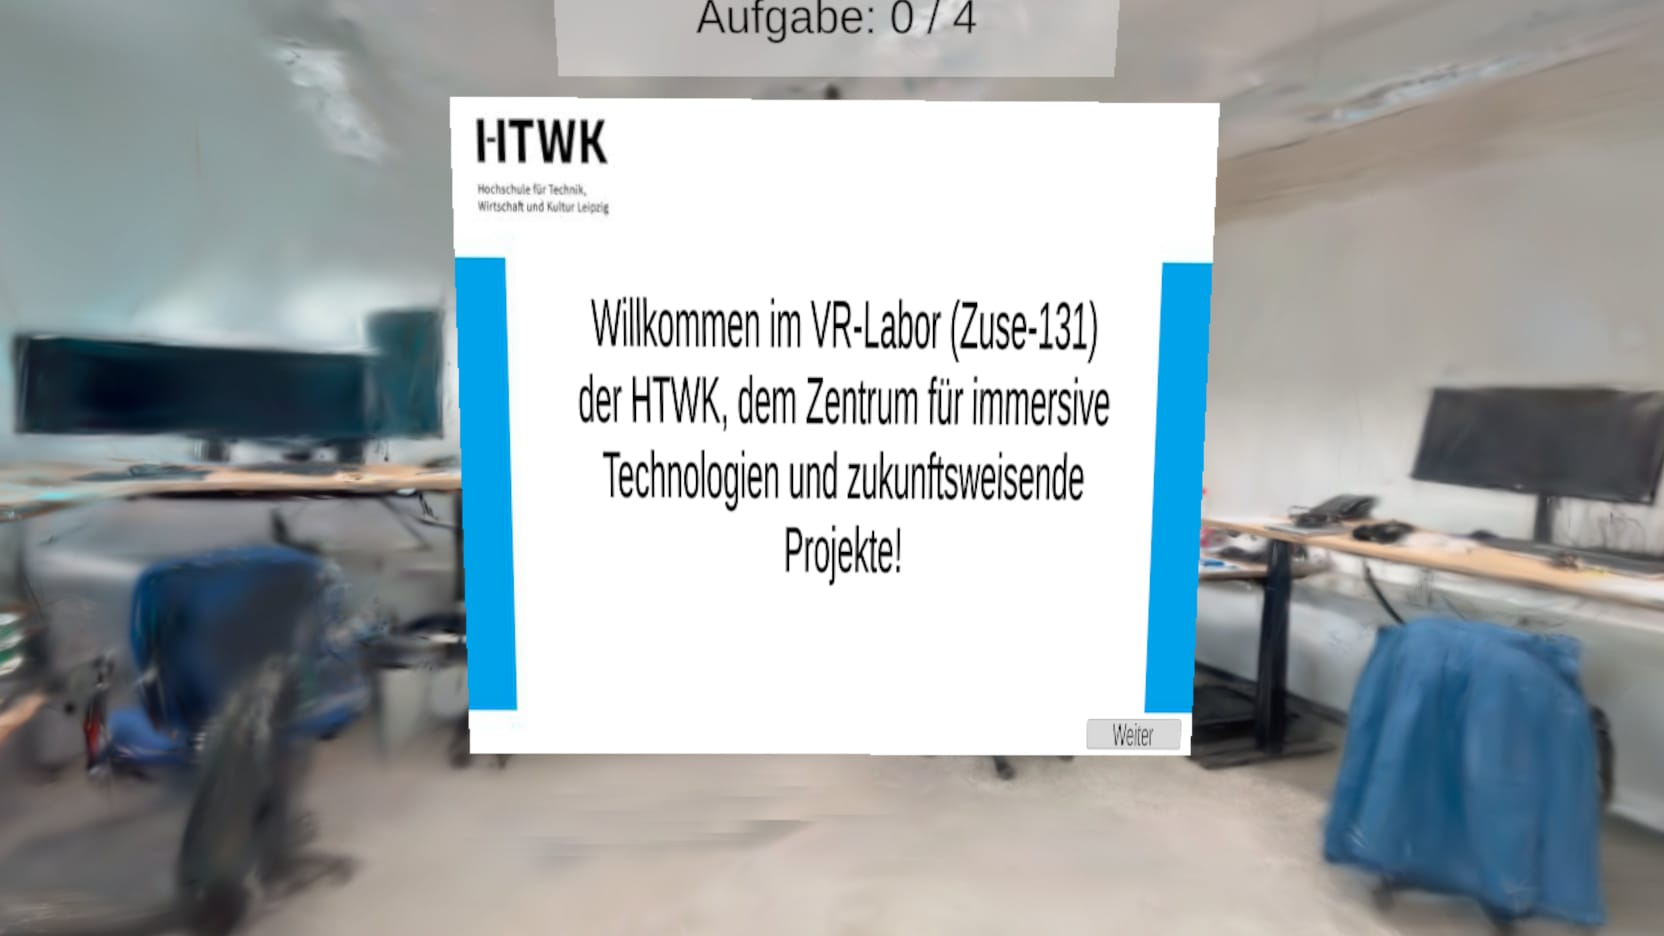 Aufgabe: 0 / 4
HTWK
Hochschule für Technik,
Wirtschaft und Kultur Leipzig
Willkommen im VR-Labor (Zuse-131)
der HTWK, dem Zentrum für immersive
Technologien und zukunftsweisende
Projekte!
Weiter